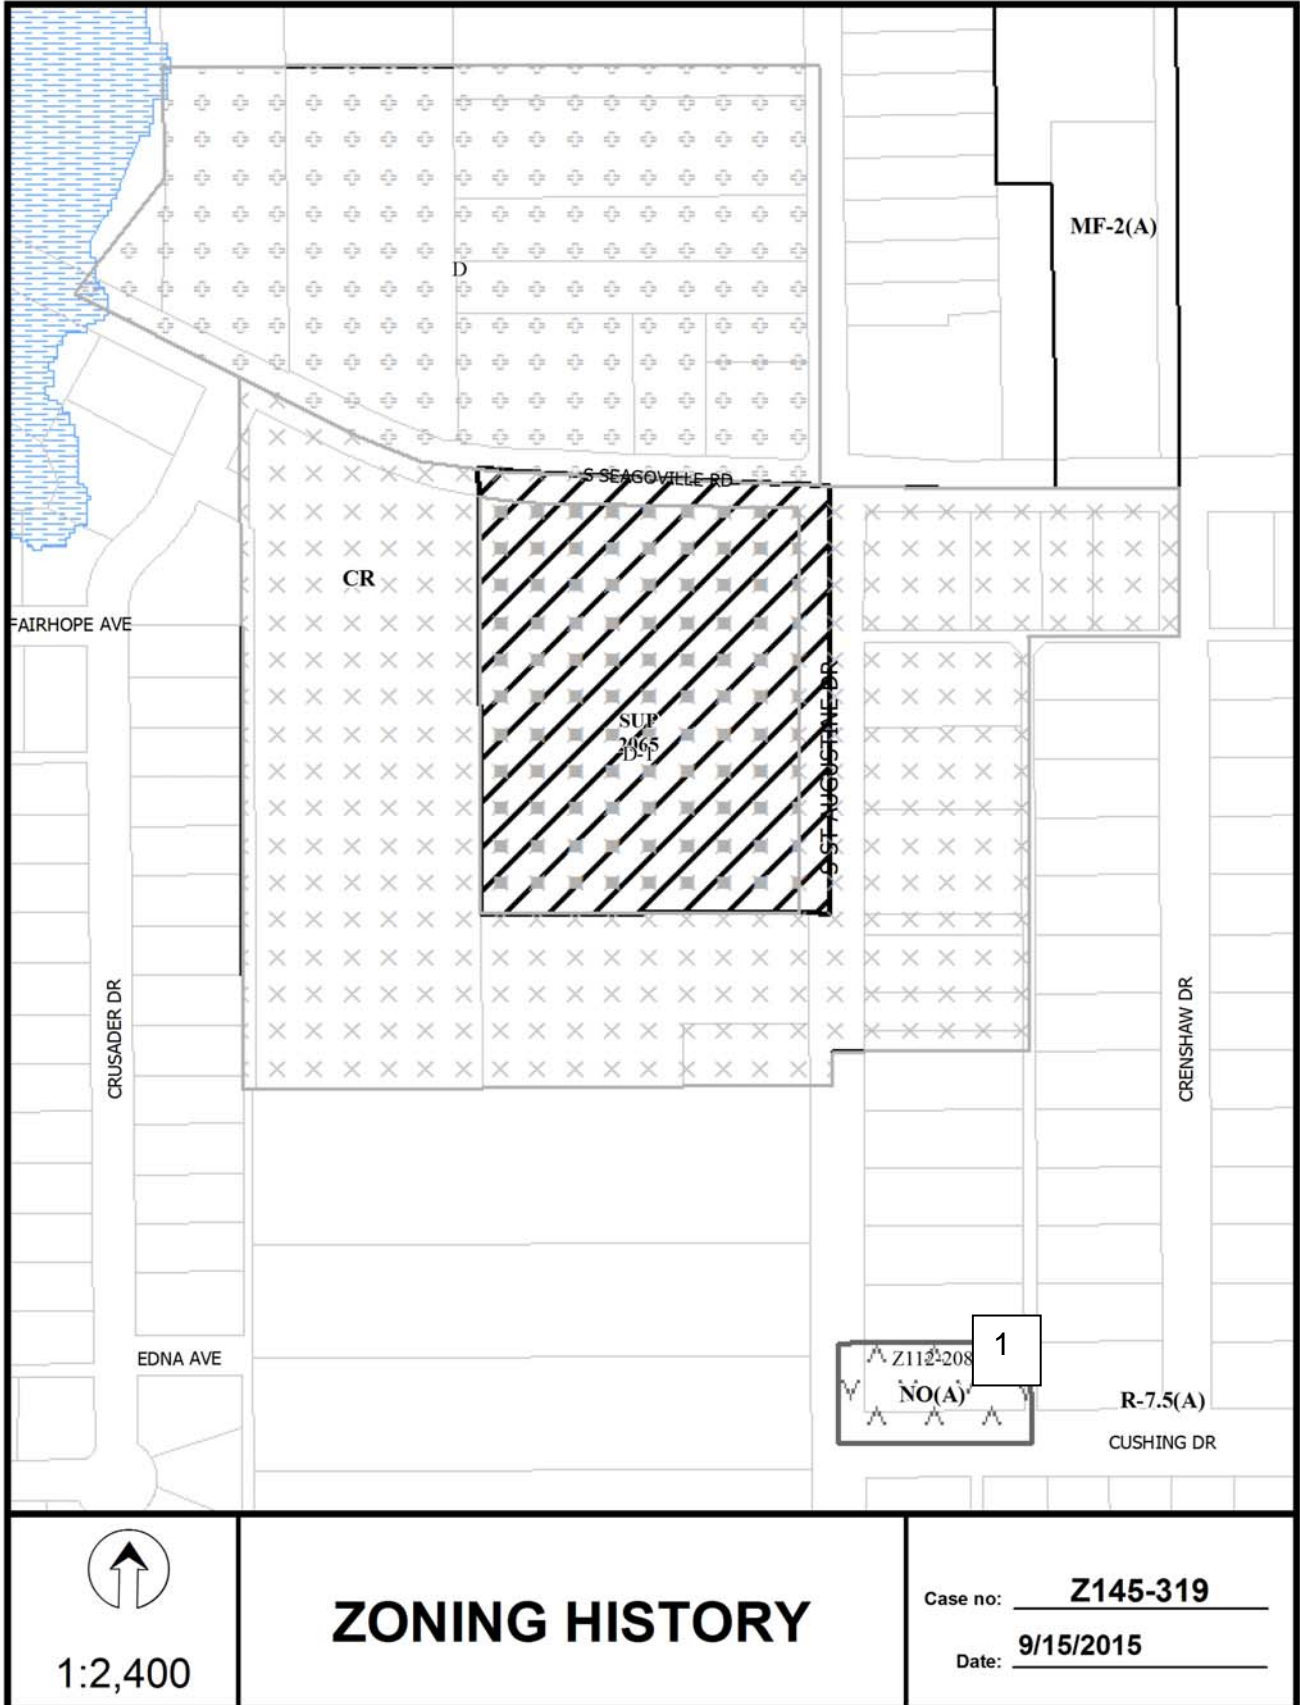 MF-2(A)
D
S SEAGOVILLE RD
CR
FAIRHOPE AVE
SUP
2065
D-1
S ST AUGUSTINE DR
CRUSADER DR
CRENSHAW DR
1
EDNA AVE
Z112-208
NO(A)
R-7.5(A)
CUSHING DR
1:2,400
ZONING HISTORY
Case no: Z145-319
Date: 9/15/2015